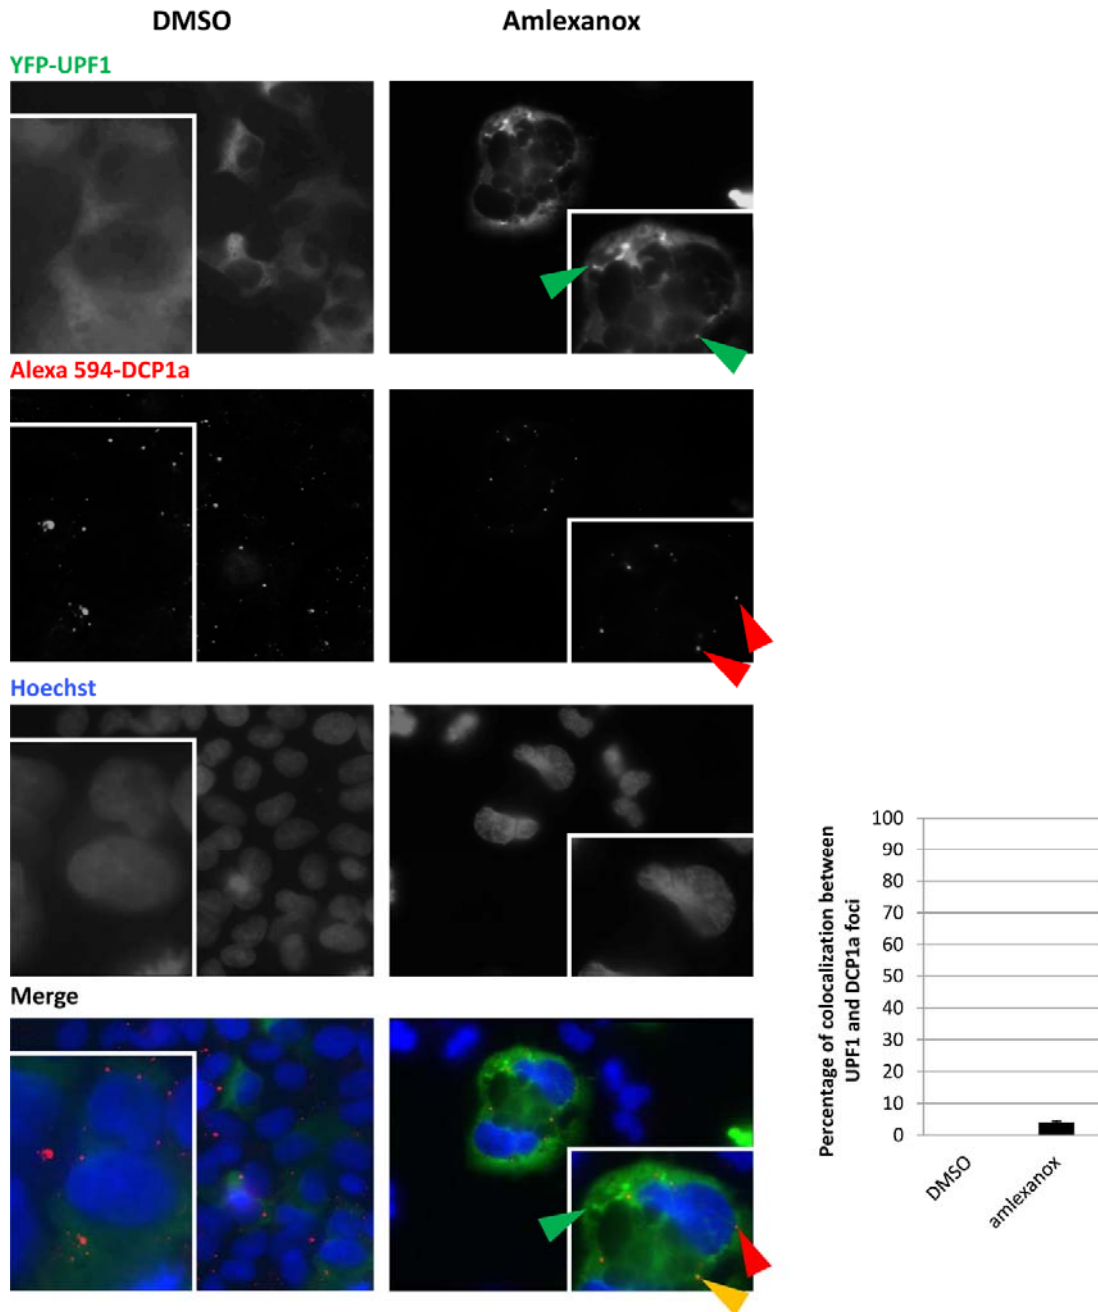 DMSO Amlexanox
YFP-UPF1
Alexa 594-DCP1a
Hoechst
Merge
Percentage of colocalization between
UPF1 and DCP1a foci
100
90
80
70
60
50
40
30
20
10
0
DMSO
amlexanox